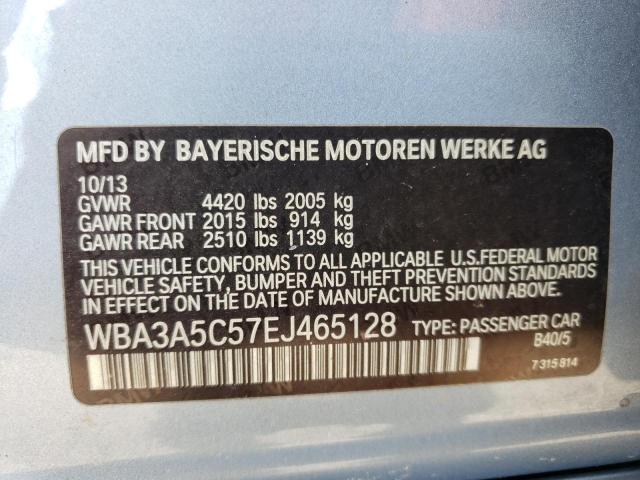 MFD BY BAYERISCHE MOTOREN WERKE AG
10/13
GVWR 4420 lbs 2005 kg
GAWR FRONT 2015 lbs 914 kg
GAWR REAR 2510 lbs 1139 kg
THIS VEHICLE CONFORMS TO ALL APPLICABLE U.S.FEDERAL MOTOR
VEHICLE SAFETY, BUMPER AND THEFT PREVENTION STANDARDS
IN EFFECT ON THE DATE OF MANUFACTURE SHOWN ABOVE.
WBA3A5C57EJ465128 TYPE: PASSENGER CAR
B40/5
7 315 814